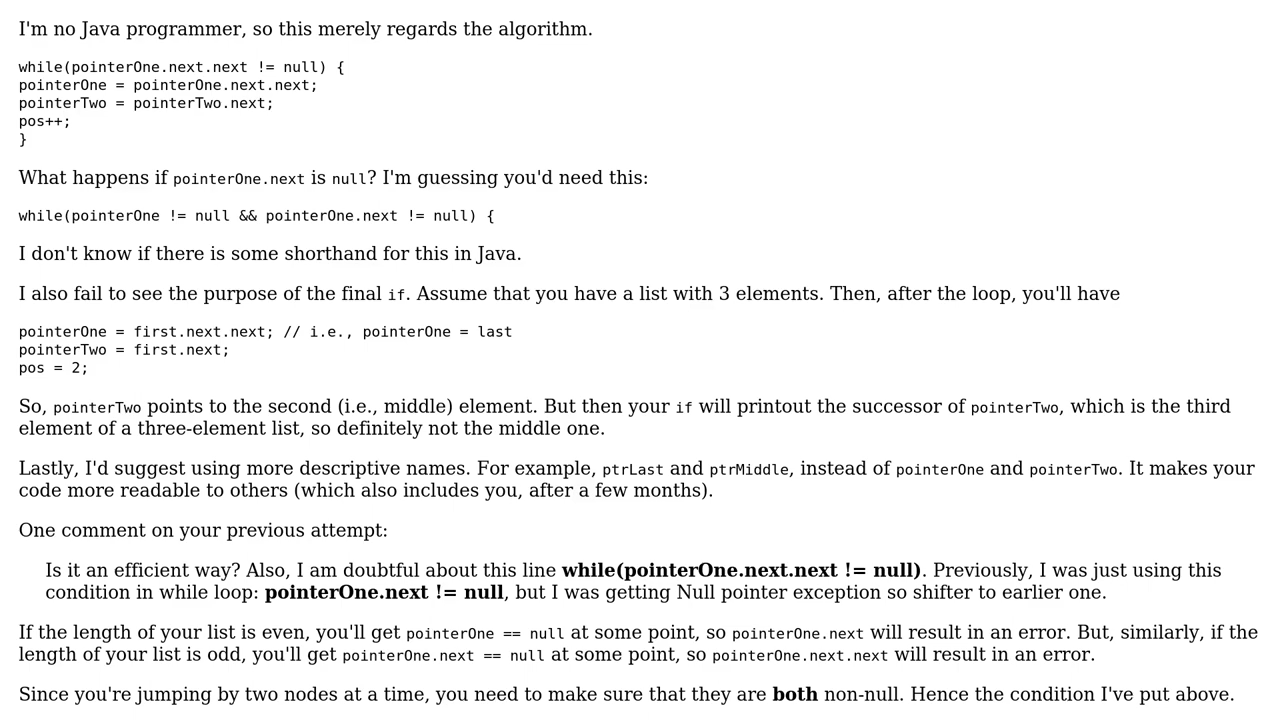 I'm no Java programmer, so this merely regards the algorithm.
while(pointerOne.next.next != null) {
pointerOne = pointerOne.next.next;
pointerTwo = pointerTwo.next;
pos++;
}
What happens if pointerOne.next is null? I'm guessing you'd need this:
while(pointerOne != null && pointerOne.next != null) {
I don't know if there is some shorthand for this in Java.
I also fail to see the purpose of the final if. Assume that you have a list with 3 elements. Then, after the loop, you'll have
pointerOne = first.next.next; // i.e., pointerOne = last
pointerTwo = first.next;
pos = 2;
So, pointerTwo points to the second (i.e., middle) element. But then your if will printout the successor of pointerTwo, which is the third
element of a three-element list, so definitely not the middle one.
Lastly, I'd suggest using more descriptive names. For example, ptrLast and ptrMiddle, instead of pointerOne and pointerTwo. It makes your
code more readable to others (which also includes you, after a few months).
One comment on your previous attempt:
Is it an efficient way? Also, I am doubtful about this line while(pointerOne.next.next != null). Previously, I was just using this
condition in while loop: pointerOne.next != null, but I was getting Null pointer exception so shifter to earlier one.
If the length of your list is even, you'll get pointerOne == null at some point, so pointerOne.next will result in an error. But, similarly, if the
length of your list is odd, you'll get pointerOne.next == null at some point, so pointerOne.next.next will result in an error.
Since you're jumping by two nodes at a time, you need to make sure that they are both non-null. Hence the condition I've put above.